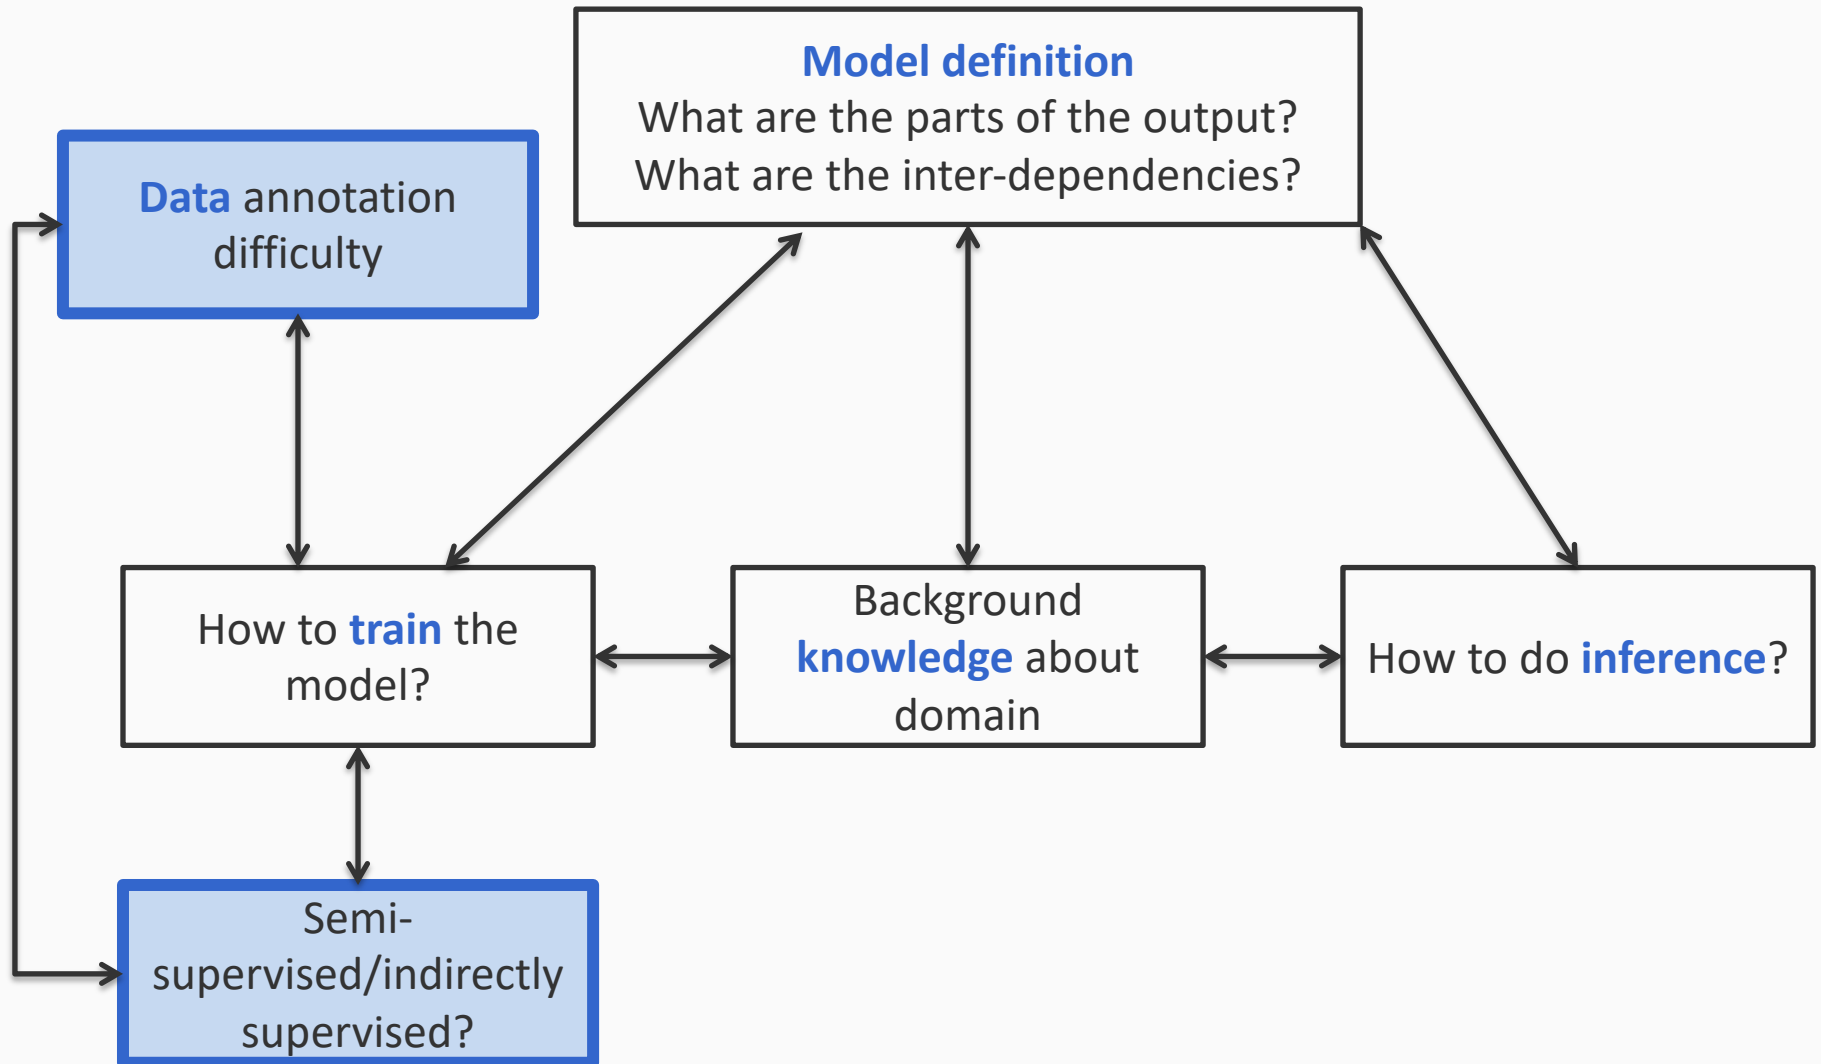 Model definition
What are the parts of the output?
What are the inter-dependencies?
Data annotation
difficulty
How to train the
model?
Background
knowledge about
domain
How to do inference?
Semi-
supervised/indirectly
supervised?